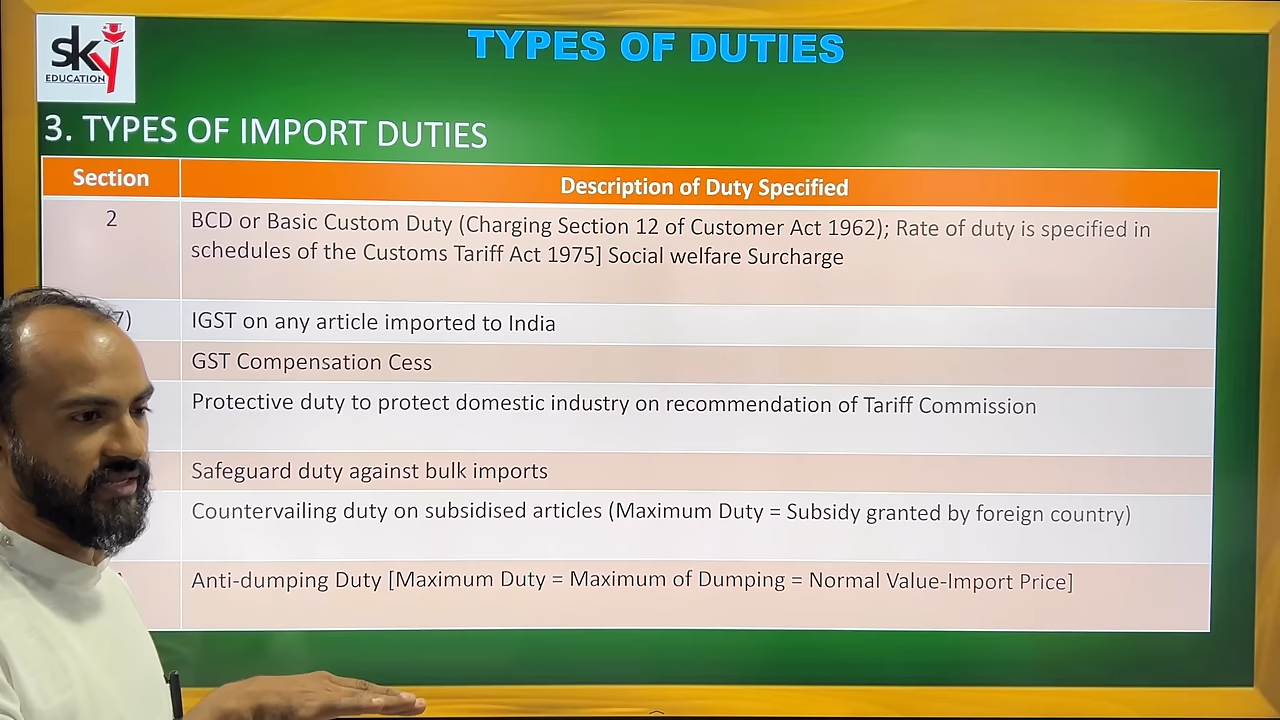 sky
EDUCATION
TYPES OF DUTIES
3. TYPES OF IMPORT DUTIES
Section
Description of Duty Specified
2
BCD or Basic Custom Duty (Charging Section 12 of Customer Act 1962); Rate of duty is specified in
schedules of the Customs Tariff Act 1975] Social welfare Surcharge
7)
IGST on any article imported to India
GST Compensation Cess
Protective duty to protect domestic industry on recommendation of Tariff Commission
Safeguard duty against bulk imports
Countervailing duty on subsidised articles (Maximum Duty = Subsidy granted by foreign country)
Anti-dumping Duty [Maximum Duty = Maximum of Dumping = Normal Value-Import Price]